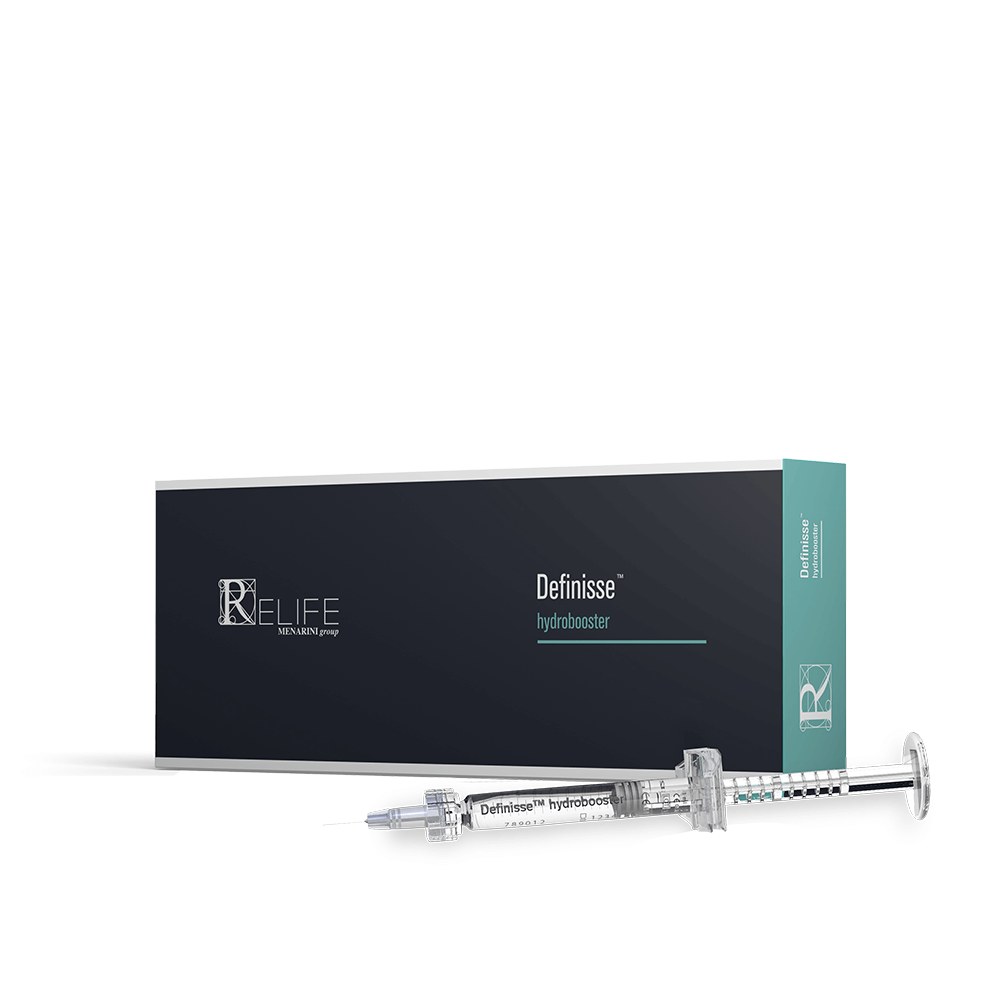 RELIFE
MENARINI group
Definisse™
hydrobooster
Definisse™
hydrobooster
R
Definisse™ hydrobooster